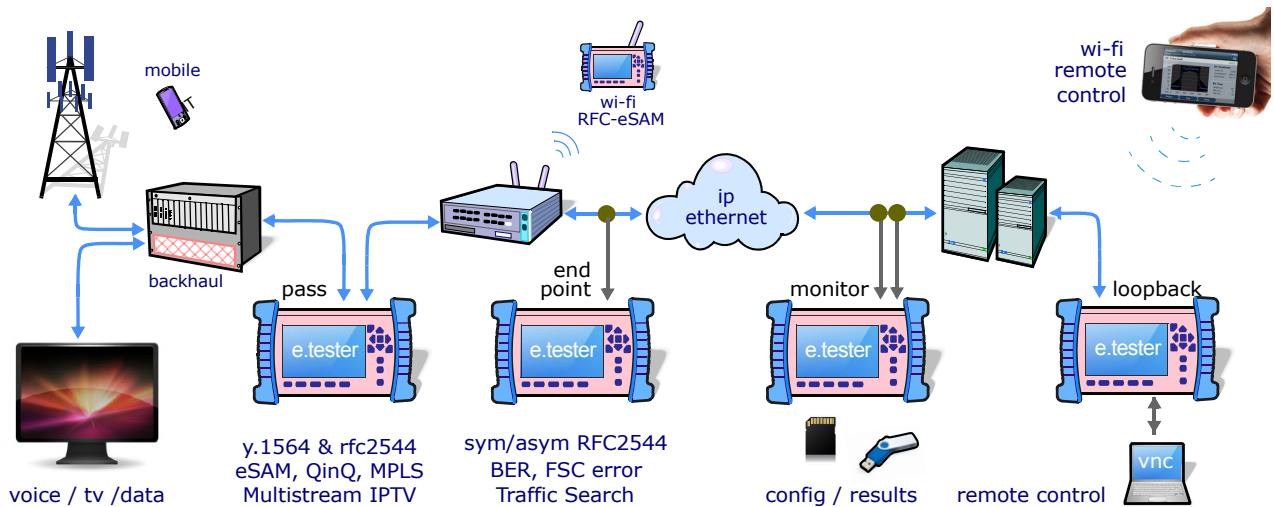 mobile
wi-fi
RFC-eSAM
wi-fi
remote
control
ip
ethernet
backhaul
pass
end
point
monitor
loopback
e.tester
e.tester
e.tester
e.tester
y.1564 & rfc2544
eSAM, QinQ, MPLS
Multistream IPTV
sym/asym RFC2544
BER, FSC error
Traffic Search
vnc
voice / tv /data
config / results
remote control